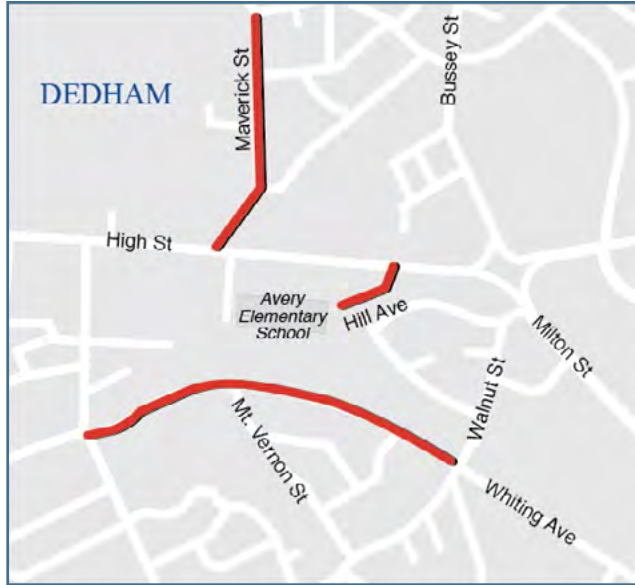 DEDHAM
Maverick St
Bussey St
High St
Avery
Elementary
School
Hill Ave
Milton St
Walnut St
Mt. Vernon St
Whiting Ave